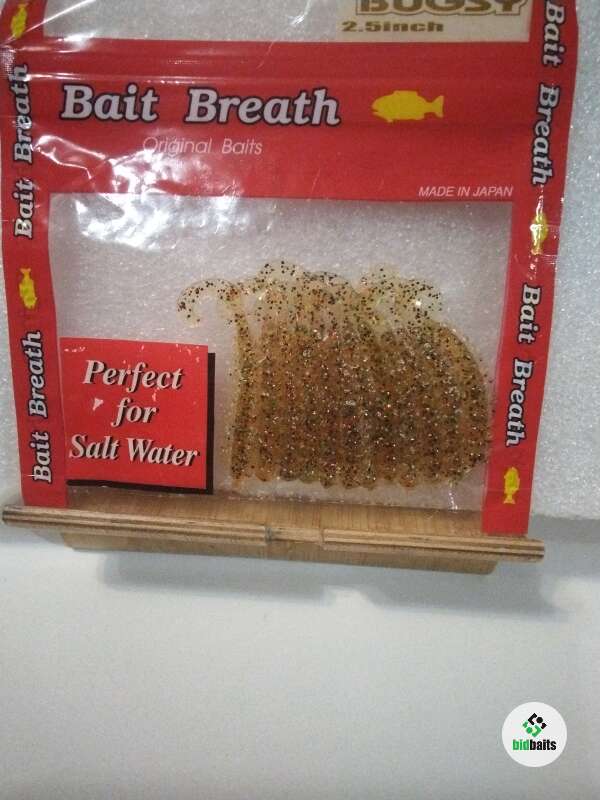 BUGSY
2.5inch
Bait Breath
Original Baits
MADE IN JAPAN
Bait Breath
Bait Breath
Bait Breath
Bait Breath
Perfect
for
Salt Water
bidbaits